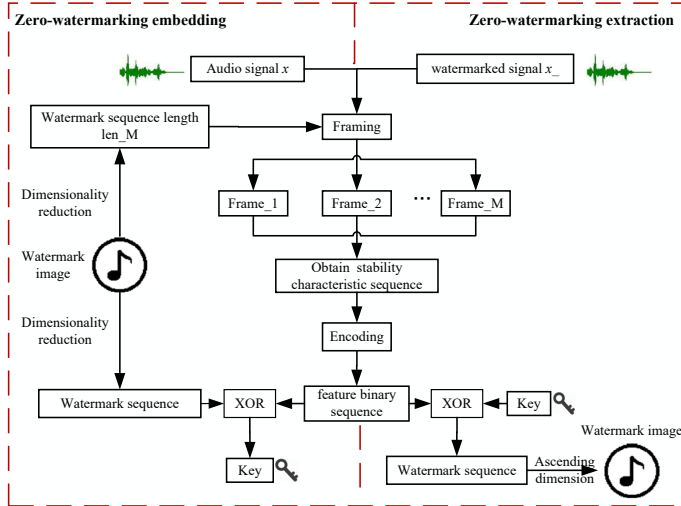 Zero-watermarking embedding
Zero-watermarking extraction
Audio signal x
watermarked signal x_
Watermark sequence length
len_M
Framing
Dimensionality
reduction
Frame_1
Frame_2
...
Frame_M
Watermark
image
Obtain stability
characteristic sequence
Dimensionality
reduction
Encoding
Watermark sequence
XOR
feature binary
sequence
XOR
Key
Key
Watermark sequence
Ascending
dimension
Watermark image